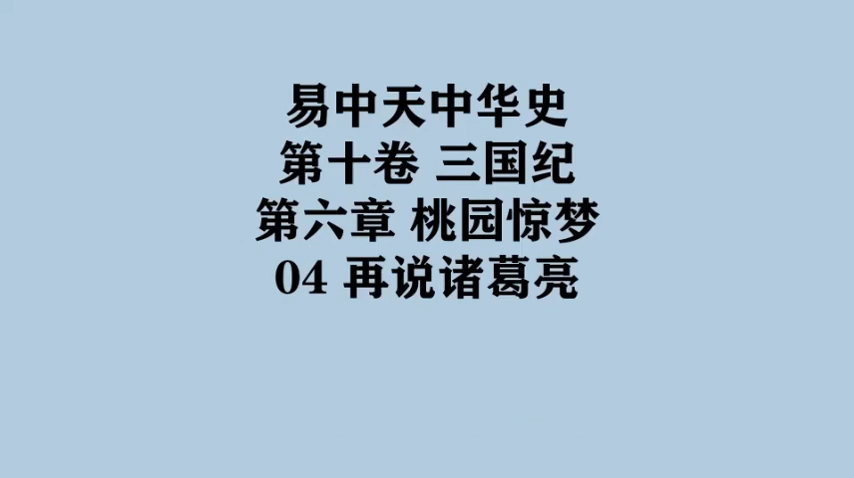 易中天中华史
第十卷 三国纪
第六章 桃园惊梦
04 再说诸葛亮